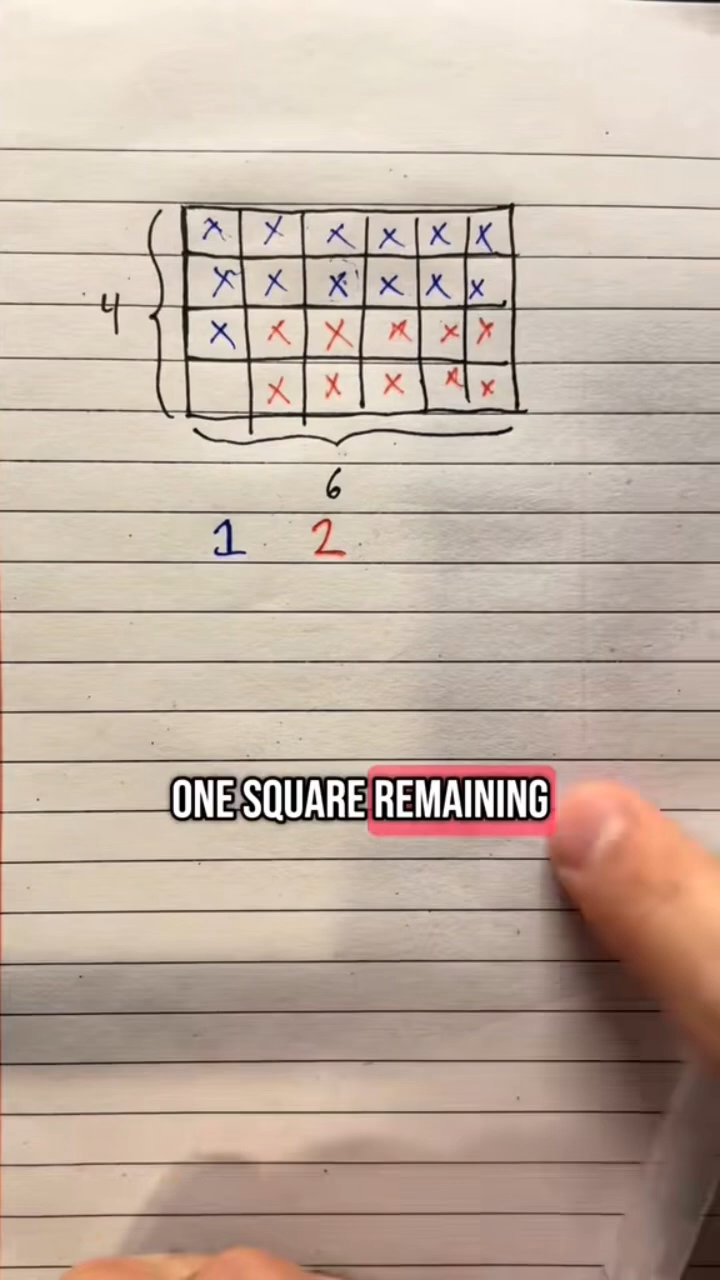 X X X X X X
X X X X X X
4
X X X X X X
X X X X X
6
1 2
ONE SQUARE REMAINING